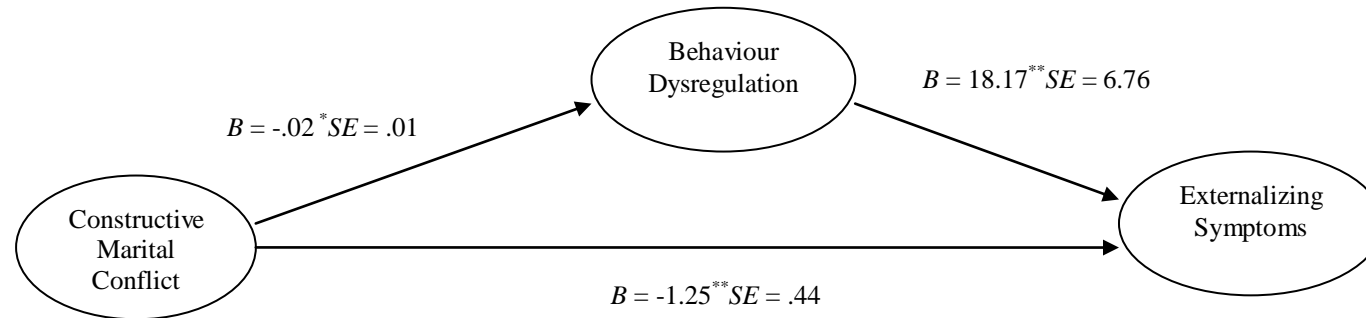 Behaviour
Dysregulation
B = 18.17**SE = 6.76
B = -.02 *SE = .01
Constructive
Marital
Conflict
Externalizing
Symptoms
B = -1.25**SE = .44